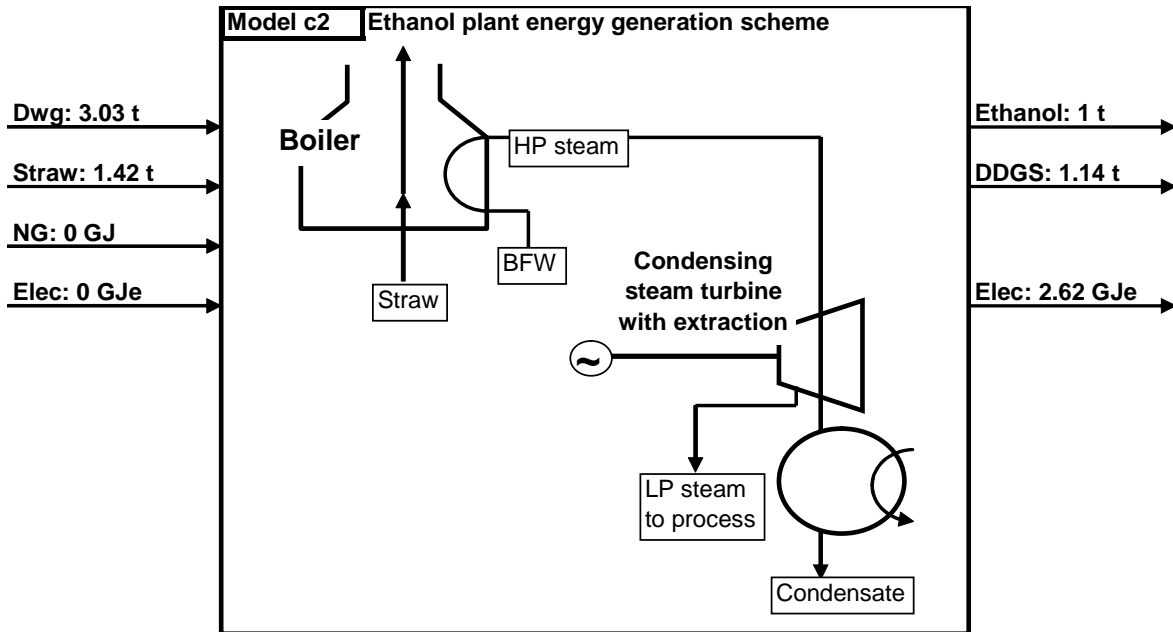 Model c2
Ethanol plant energy generation scheme
Dwg: 3.03 t
Straw: 1.42 t
NG: 0 GJ
Elec: 0 GJe
Boiler
HP steam
BFW
Straw
Condensing
steam turbine
with extraction
~
LP steam
to process
Condensate
Ethanol: 1 t
DDGS: 1.14 t
Elec: 2.62 GJe